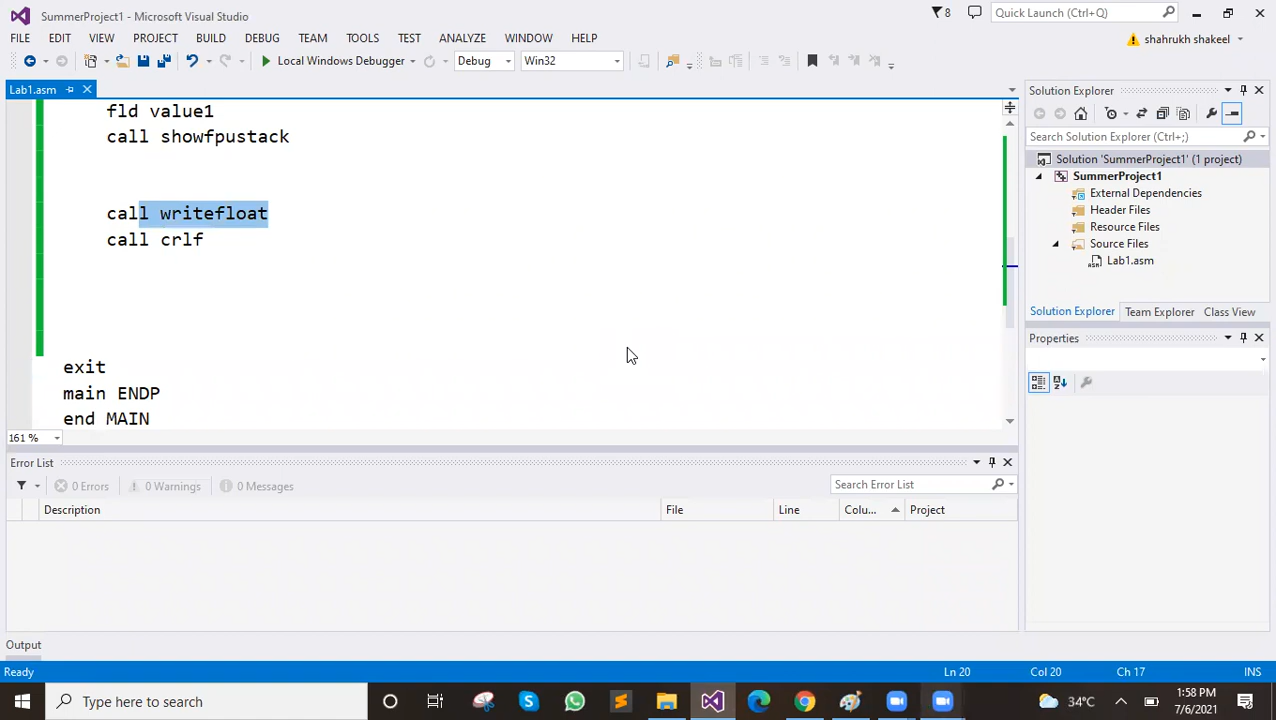 SummerProject1 - Microsoft Visual Studio
8
Quick Launch (Ctrl+Q)
FILE EDIT VIEW PROJECT BUILD DEBUG TEAM TOOLS TEST ANALYZE WINDOW HELP
shahrukh shakeel
Local Windows Debugger
Debug
Win32
Lab1.asm
fld value1
call showfpustack
call writefloat
call crlf
exit
main ENDP
end MAIN
161 %
Solution Explorer
Search Solution Explorer (Ctrl+;)
Solution 'SummerProject1' (1 project)
SummerProject1
External Dependencies
Header Files
Resource Files
Source Files
Lab1.asm
Solution Explorer Team Explorer Class View
Properties
Error List
0 Errors
0 Warnings
0 Messages
Search Error List
Description File Line Colu... Project
Output
Ready
Ln 20
Col 20
Ch 17
INS
Type here to search
34°C
1:58 PM
7/6/2021